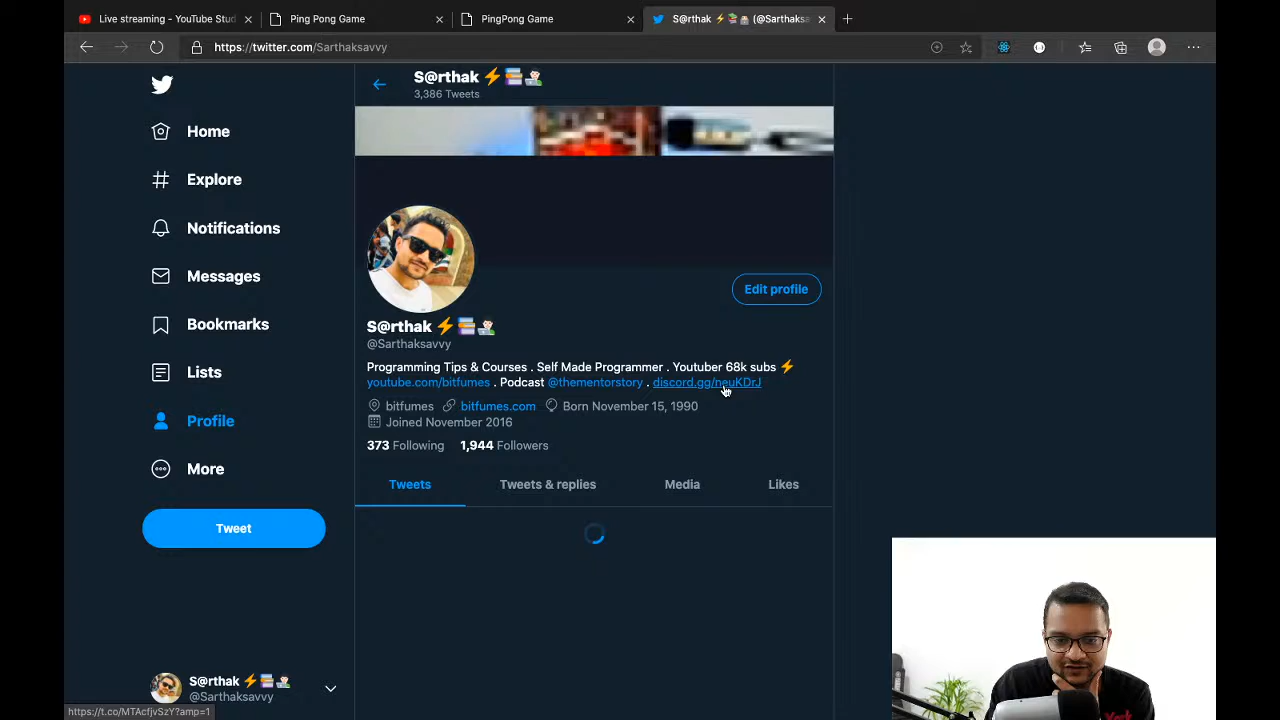 Live streaming - YouTube Stud
Ping Pong Game
PingPong Game
S@rthak ⚡📚👨🏻‍💻 (@Sarthaksa
https://twitter.com/Sarthaksavvy
S@rthak ⚡📚👨🏻‍💻
3,386 Tweets
Home
Explore
Notifications
Messages
Bookmarks
Lists
Profile
More
Tweet
Edit profile
S@rthak ⚡📚👨🏻‍💻
@Sarthaksavvy
Programming Tips & Courses . Self Made Programmer . Youtuber 68k subs ⚡
youtube.com/bitfumes . Podcast @thementorstory . discord.gg/neuKDrJ
bitfumes bitfumes.com Born November 15, 1990
Joined November 2016
373 Following 1,944 Followers
Tweets Tweets & replies Media Likes
S@rthak ⚡📚👨🏻‍💻
@Sarthaksavvy
https://t.co/MTAcfjvSzY?amp=1